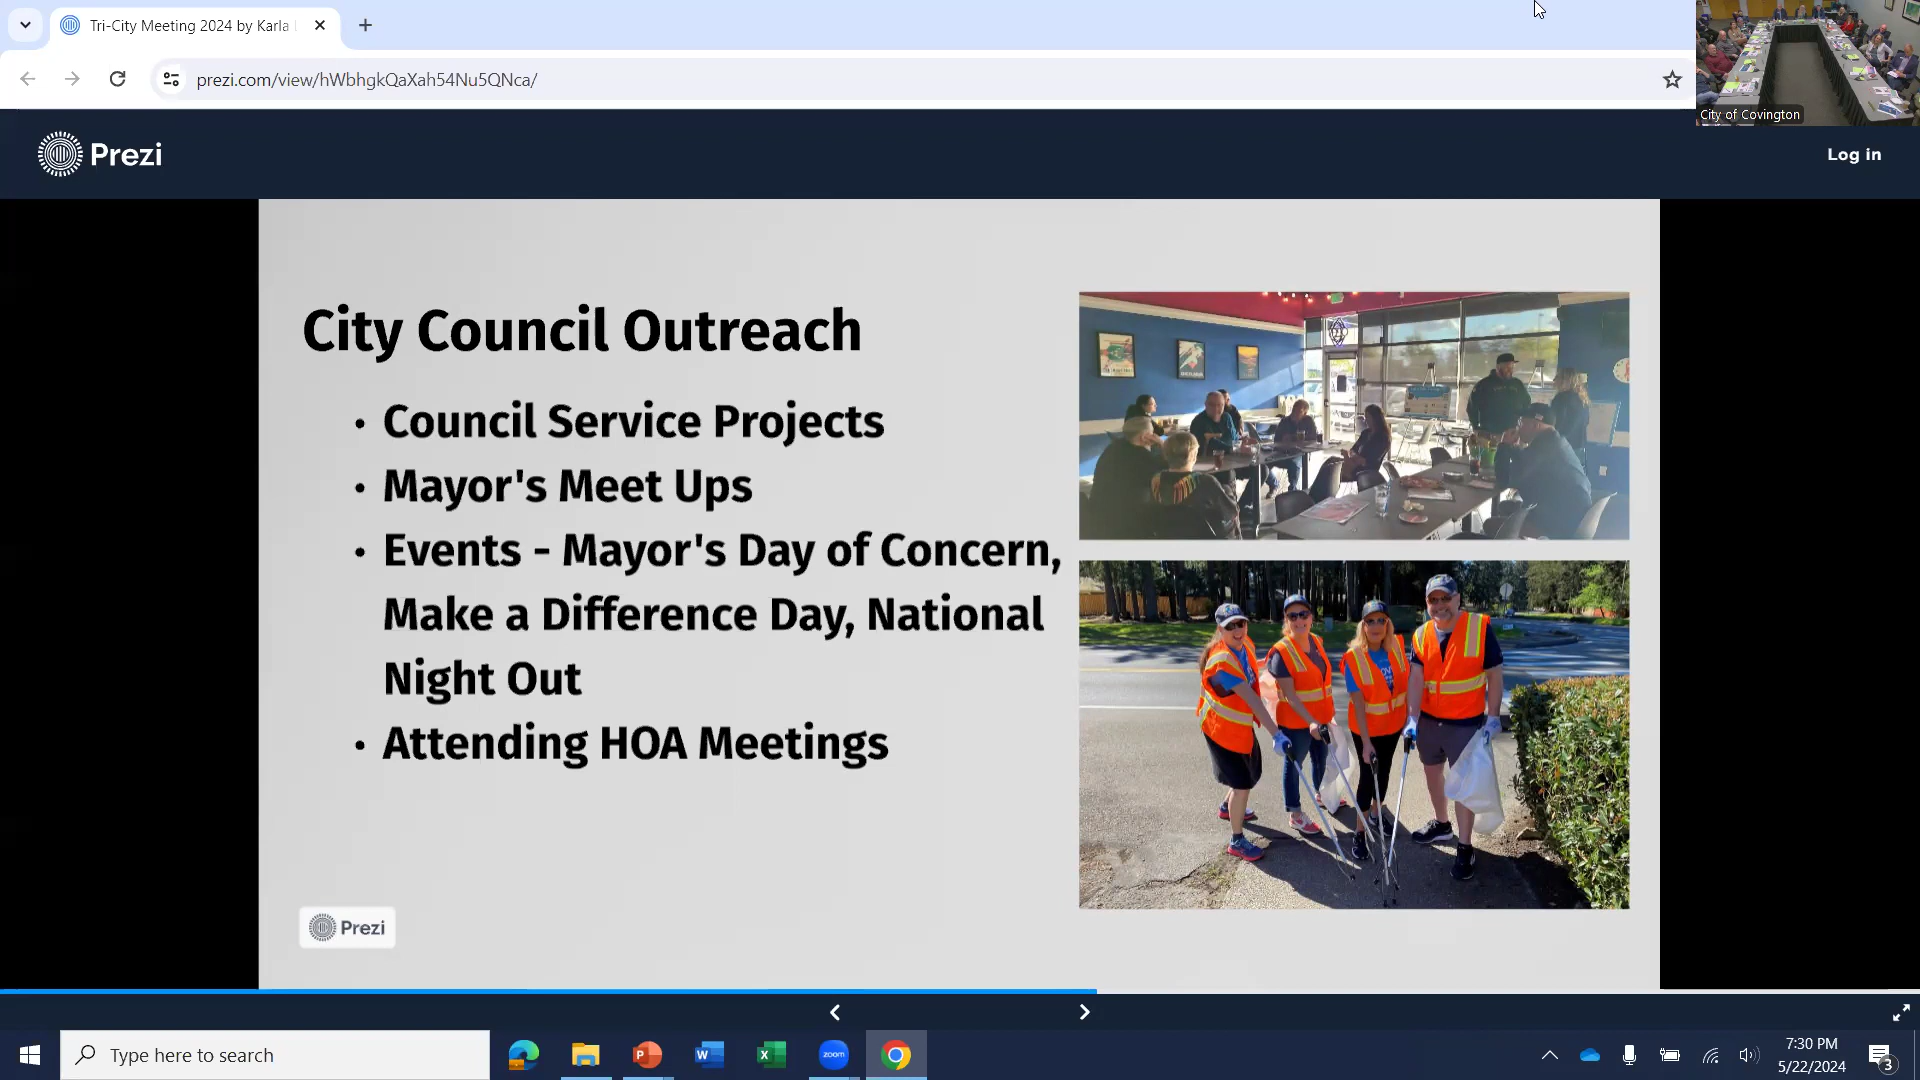 Tri-City Meeting 2024 by Karla
prezi.com/view/hWbhgkQaXah54Nu5QNca/
City of Covington
Prezi
Log in
City Council Outreach
• Council Service Projects
• Mayor's Meet Ups
• Events - Mayor's Day of Concern,
Make a Difference Day, National
Night Out
• Attending HOA Meetings
Prezi
Type here to search
zoom
7:30 PM
5/22/2024
3